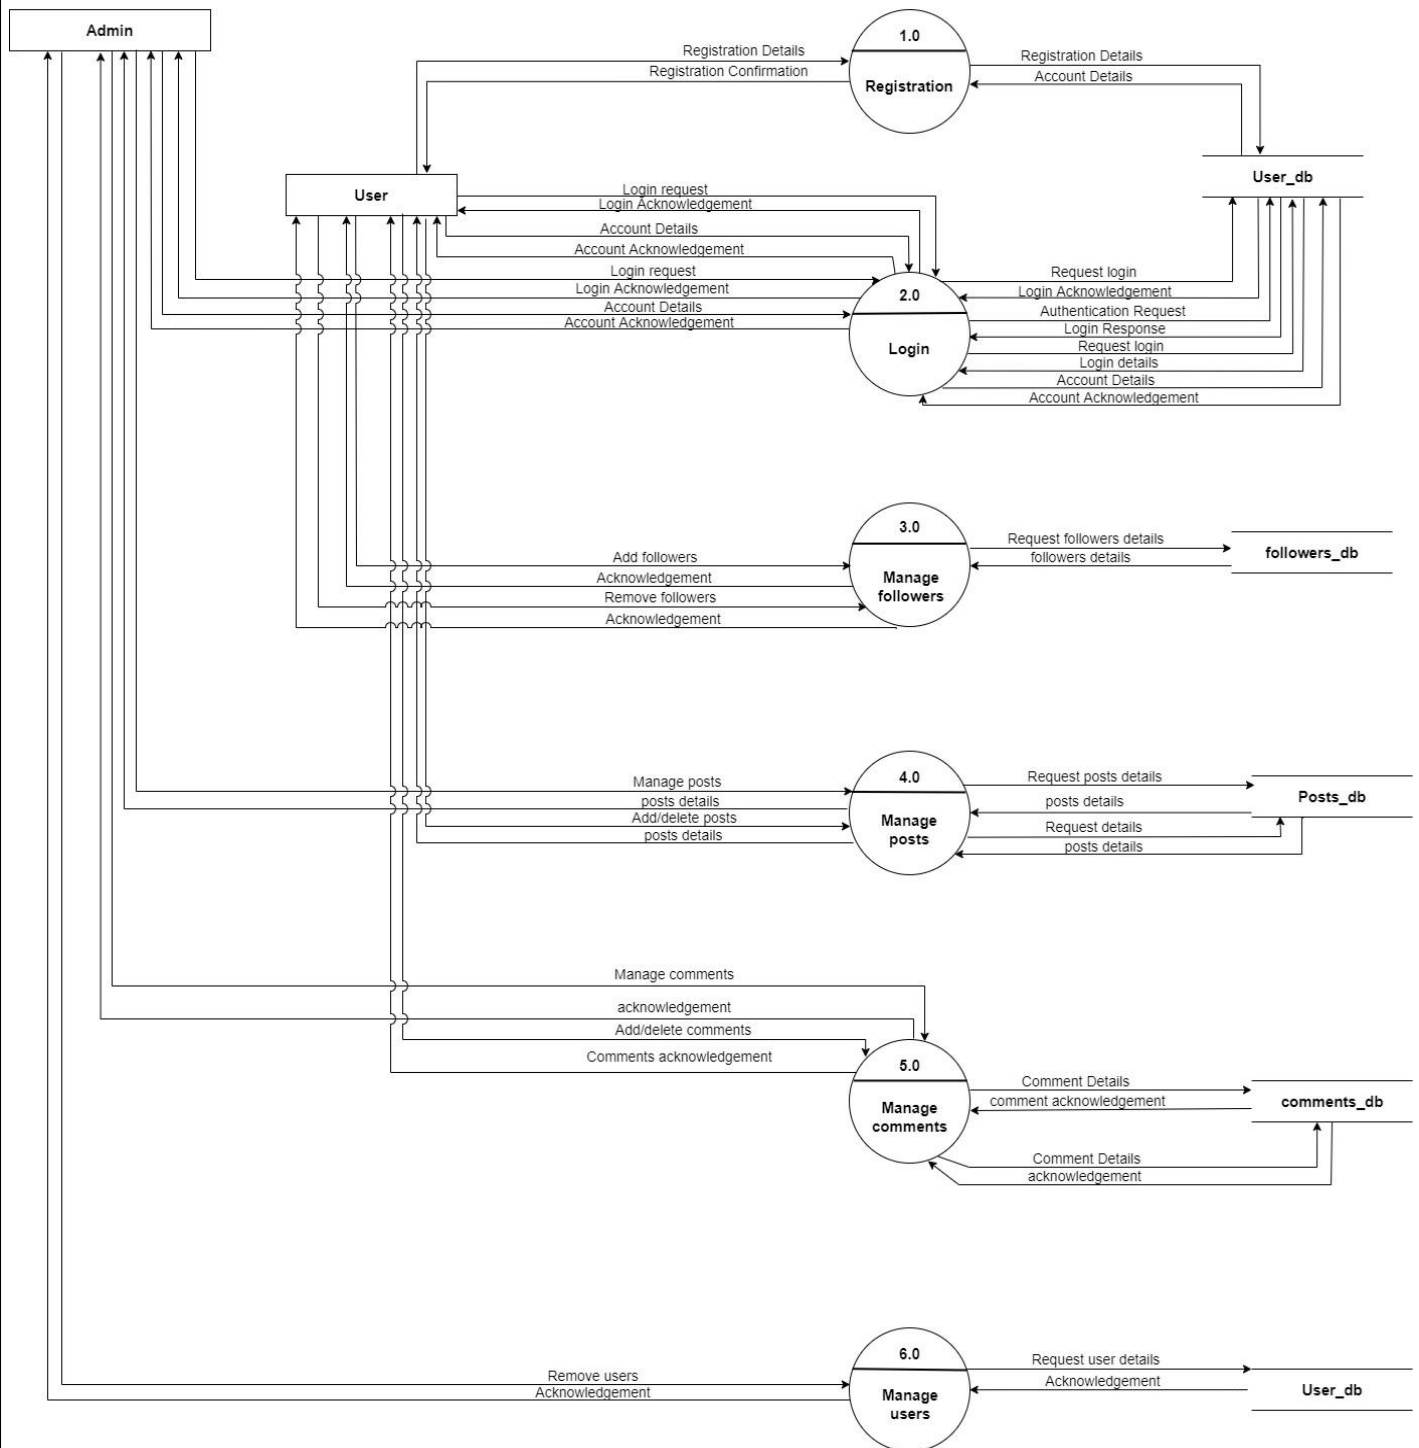 Admin
1.0
Registration
Registration Details
Registration Confirmation
Registration Details
Account Details
User_db
User
Login request
Login Acknowledgement
Account Details
Account Acknowledgement
Login request
Login Acknowledgement
Account Details
Account Acknowledgement
2.0
Login
Request login
Login Acknowledgement
Authentication Request
Login Response
Request login
Login details
Account Details
Account Acknowledgement
3.0
Manage
followers
Add followers
Acknowledgement
Remove followers
Acknowledgement
Request followers details
followers details
followers_db
4.0
Manage
posts
Manage posts
posts details
Add/delete posts
posts details
Request posts details
posts details
Request details
posts details
Posts_db
Manage comments
acknowledgement
Add/delete comments
Comments acknowledgement
5.0
Manage
comments
Comment Details
comment acknowledgement
Comment Details
acknowledgement
comments_db
6.0
Manage
users
Remove users
Acknowledgement
Request user details
Acknowledgement
User_db